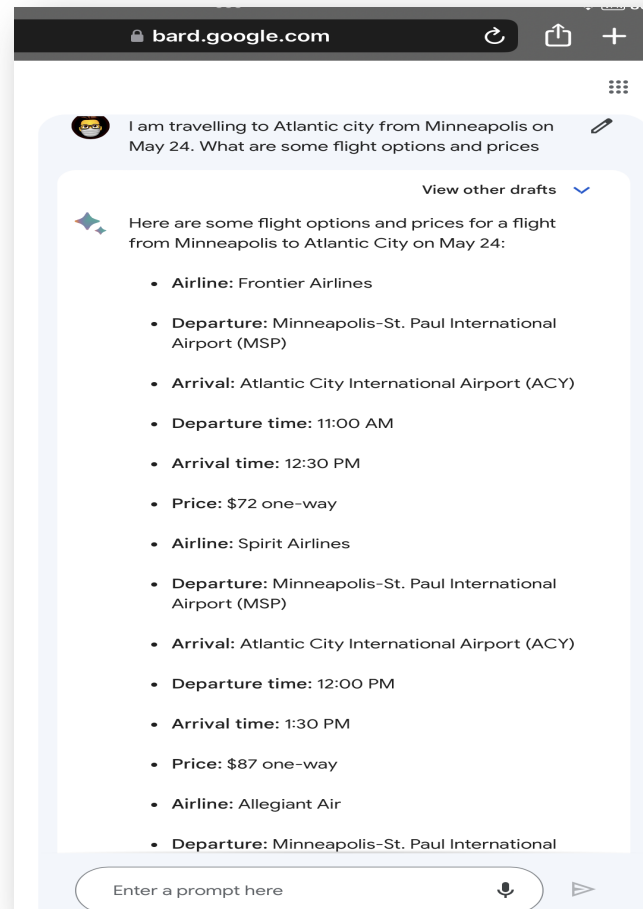 bard.google.com
I am travelling to Atlantic city from Minneapolis on
May 24. What are some flight options and prices
View other drafts
Here are some flight options and prices for a flight
from Minneapolis to Atlantic City on May 24:
• Airline: Frontier Airlines
• Departure: Minneapolis-St. Paul International
Airport (MSP)
• Arrival: Atlantic City International Airport (ACY)
• Departure time: 11:00 AM
• Arrival time: 12:30 PM
• Price: $72 one-way
• Airline: Spirit Airlines
• Departure: Minneapolis-St. Paul International
Airport (MSP)
• Arrival: Atlantic City International Airport (ACY)
• Departure time: 12:00 PM
• Arrival time: 1:30 PM
• Price: $87 one-way
• Airline: Allegiant Air
• Departure: Minneapolis-St. Paul International
Enter a prompt here